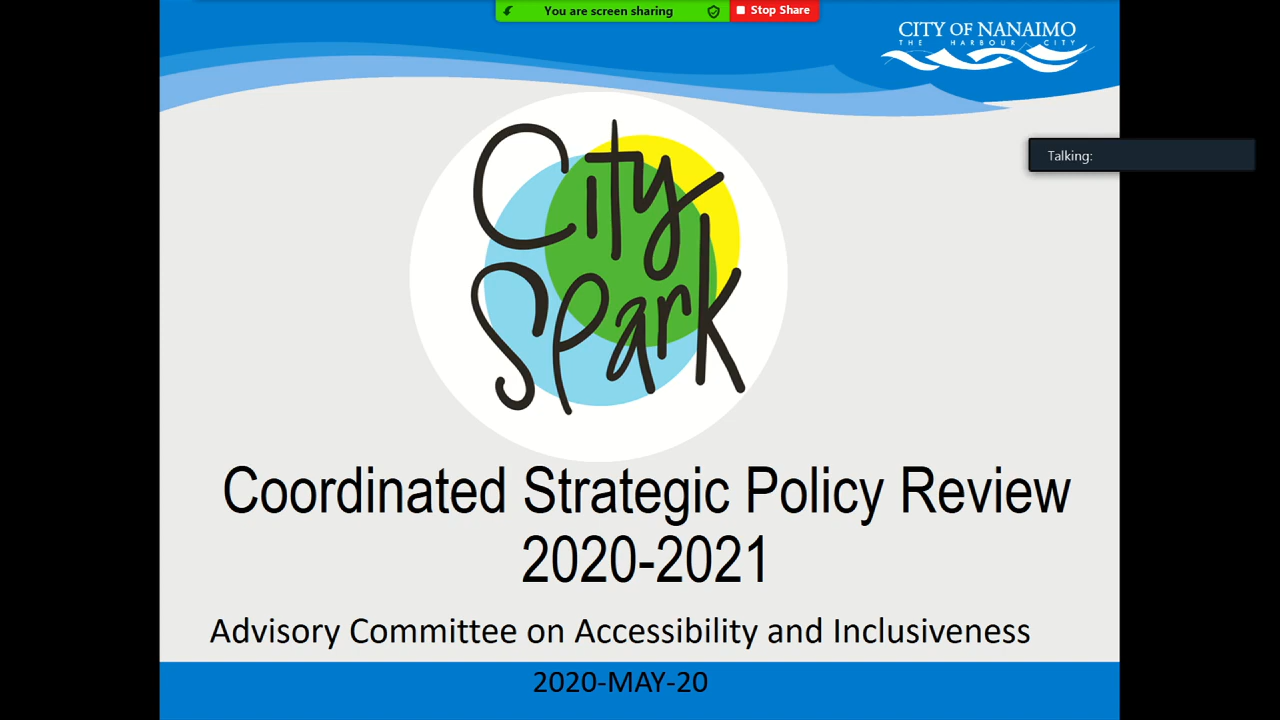 You are screen sharing
Stop Share
CITY OF NANAIMO
THE HARBOUR CITY
Talking:
City
Spark
Coordinated Strategic Policy Review
2020-2021
Advisory Committee on Accessibility and Inclusiveness
2020-MAY-20